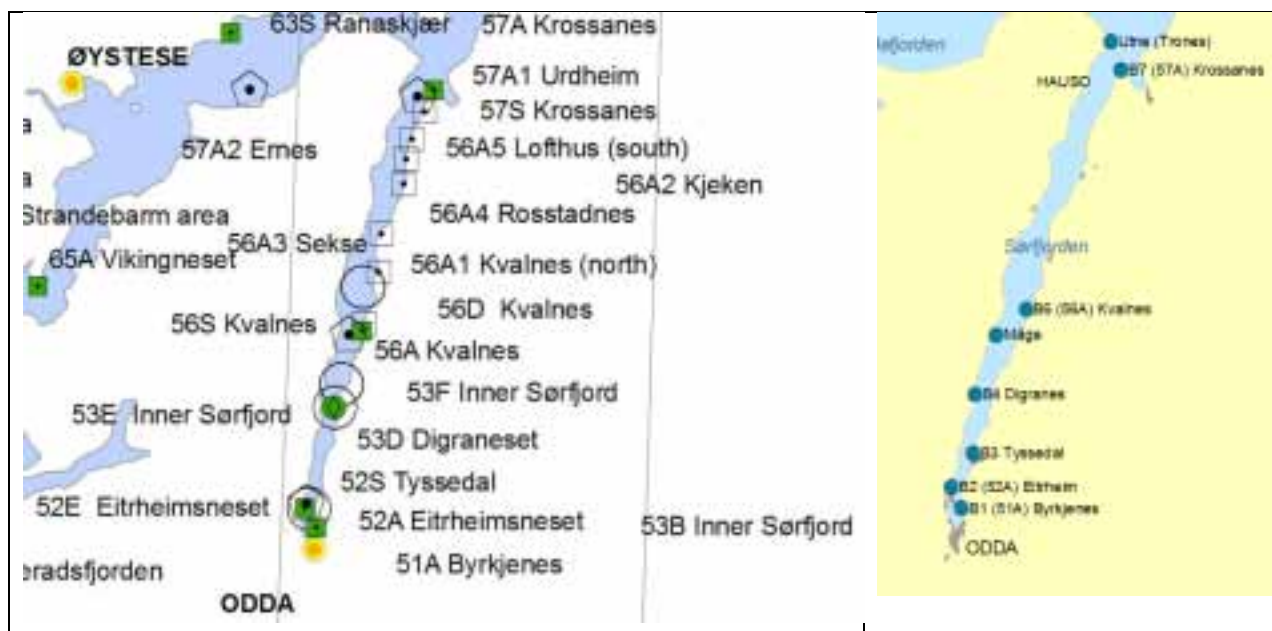 63S Ranaskjær
57A Krossanes
ØYSTESE
57A1 Urdheim
57S Krossanes
57A2 Ernes
56A5 Lofthus (south)
56A2 Kjeken
Strandebarm area
56A4 Rosstadnes
56A3 Sekse
65A Vikingneset
56A1 Kvalnes (north)
56D Kvalnes
56S Kvalnes
56A Kvalnes
53F Inner Sørfjord
53E Inner Sørfjord
53D Digraneset
52S Tyssedal
52E Eitrheimsneset
52A Eitrheimsneset
53B Inner Sørfjord
eradsfjorden
51A Byrkjenes
ODDA
Utne (Trones)
B7 (57A) Krossanes
Sørfjorden
B6 (56A) Kvalnes
Måge
B4 Digranes
B3 Tyssedal
B2 (52A) Eitrheim
B1 (51A) Byrkjenes
ODDA